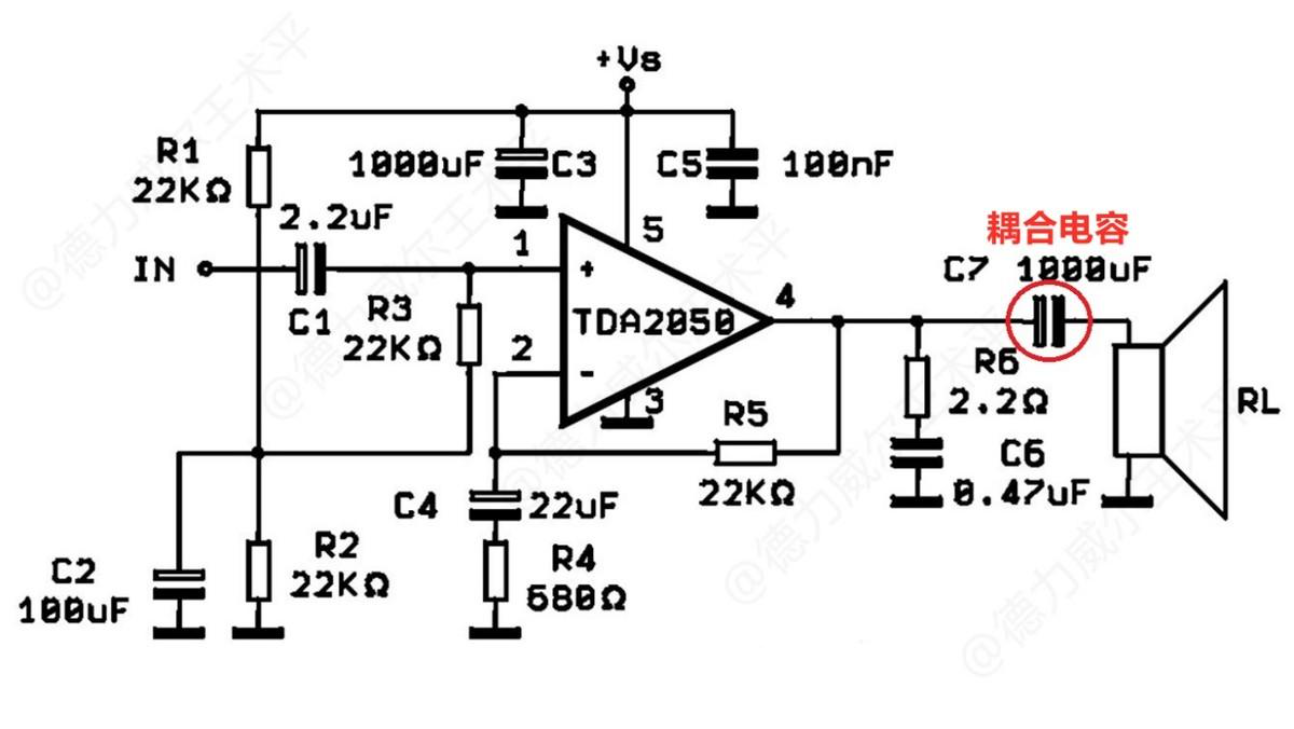 +Vs
R1
22KΩ
1000uF
C3
C5
100nF
2.2uF
1
5
耦合电容
IN
C7 1000uF
+
4
C1
R3
22KΩ
TDA2050
2
-
R6
2.2Ω
3
R5
RL
22KΩ
C4
22uF
C6
0.47uF
C2
100uF
R2
22KΩ
R4
680Ω
@德力威尔王术平
@德力威尔王术平
@德力威尔王术平
@德力威尔王术平
@德力威尔王术平